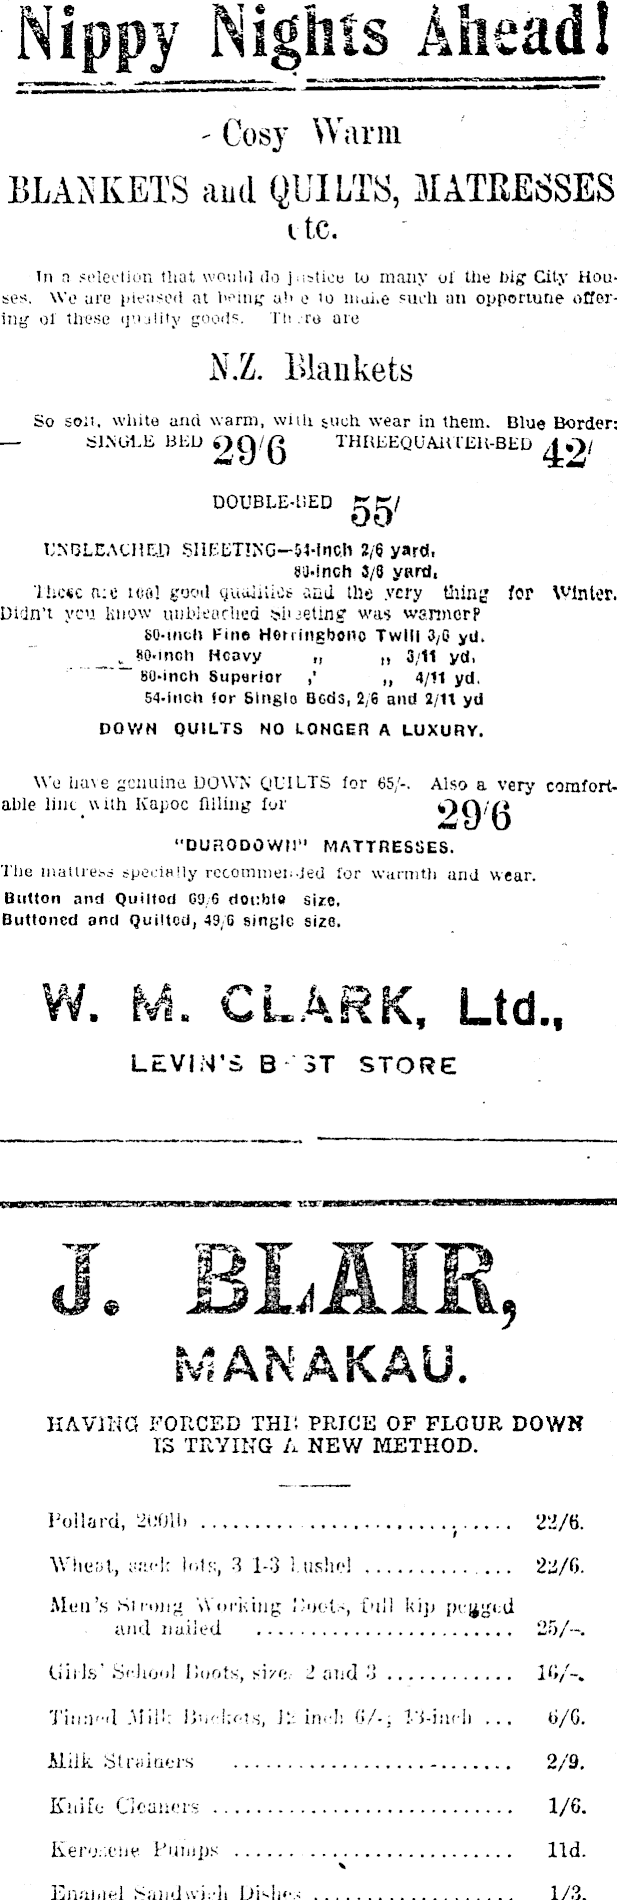 Nippy Nights Ahead!
- Cosy Warm
BLANKETS and QUILTS, MATRESSES
etc.
In a selection that would do justice to many of the big City Hou-
ses. We are pleased at being able to make such an opportune offer-
ing of these quality goods. There are
N.Z. Blankets
So soft, white and warm, with such wear in them. Blue Border:
SINGLE BED 29/6 THREEQUARTER-BED 42/
DOUBLE-BED 55/
UNBLEACHED SHEETING—54-inch 2/6 yard,
80-inch 3/6 yard,
These are real good qualities and the very thing for Winter.
Didn't you know unbleached sheeting was warmer?
80-inch Fine Herringbone Twill 3/6 yd.
80-inch Heavy ,, ,, 3/11 yd,
80-inch Superior ,, ,, 4/11 yd.
54-inch for Single Beds, 2/6 and 2/11 yd
DOWN QUILTS NO LONGER A LUXURY.
We have genuine DOWN QUILTS for 65/-. Also a very comfort-
able line with Kapoc filling for 29/6
"DURODOWN" MATTRESSES.
The mattress specially recommended for warmth and wear.
Button and Quilted 69/6 double size.
Buttoned and Quilted, 49/6 single size.
W. M. CLARK, Ltd.,
LEVIN'S BEST STORE
J. BLAIR,
MANAKAU.
HAVING FORCED THE PRICE OF FLOUR DOWN
IS TRYING A NEW METHOD.
Pollard, 200lb ............ 22/6.
Wheat, sack lots, 3 1-3 bushel ............ 22/6.
Men's Strong Working Boots, full kip pegged
and nailed ............ 25/-.
Girls' School Boots, sizes 2 and 3 ............ 16/-.
Tinned Milk Buckets, 12 inch 6/-; 13-inch ... 6/6.
Milk Strainers ............ 2/9.
Knife Cleaners ............ 1/6.
Kerosene Pumps ............ 11d.
Enamel Sandwich Dishes ............ 1/3.